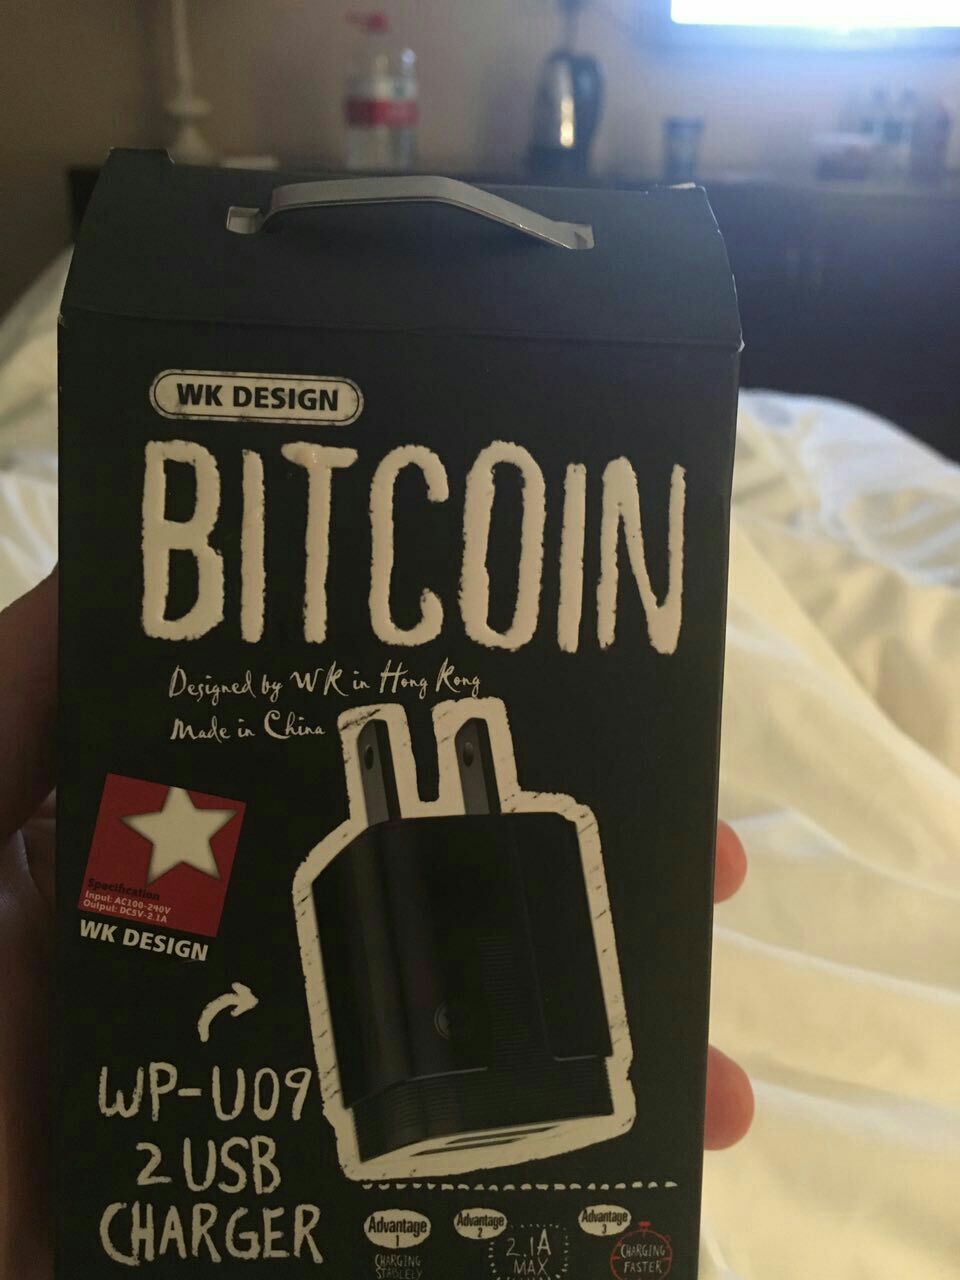 WK DESIGN
BITCOIN
Designed by WK in Hong Kong
Made in China
Specification
Input: AC100-240V
Output: DC5V-2.1A
WK DESIGN
WP-U09
2 USB
CHARGER
Advantage
1
CHARGING
STABLELY
Advantage
2
2.1A
MAX
Advantage
3
CHARGING
FASTER